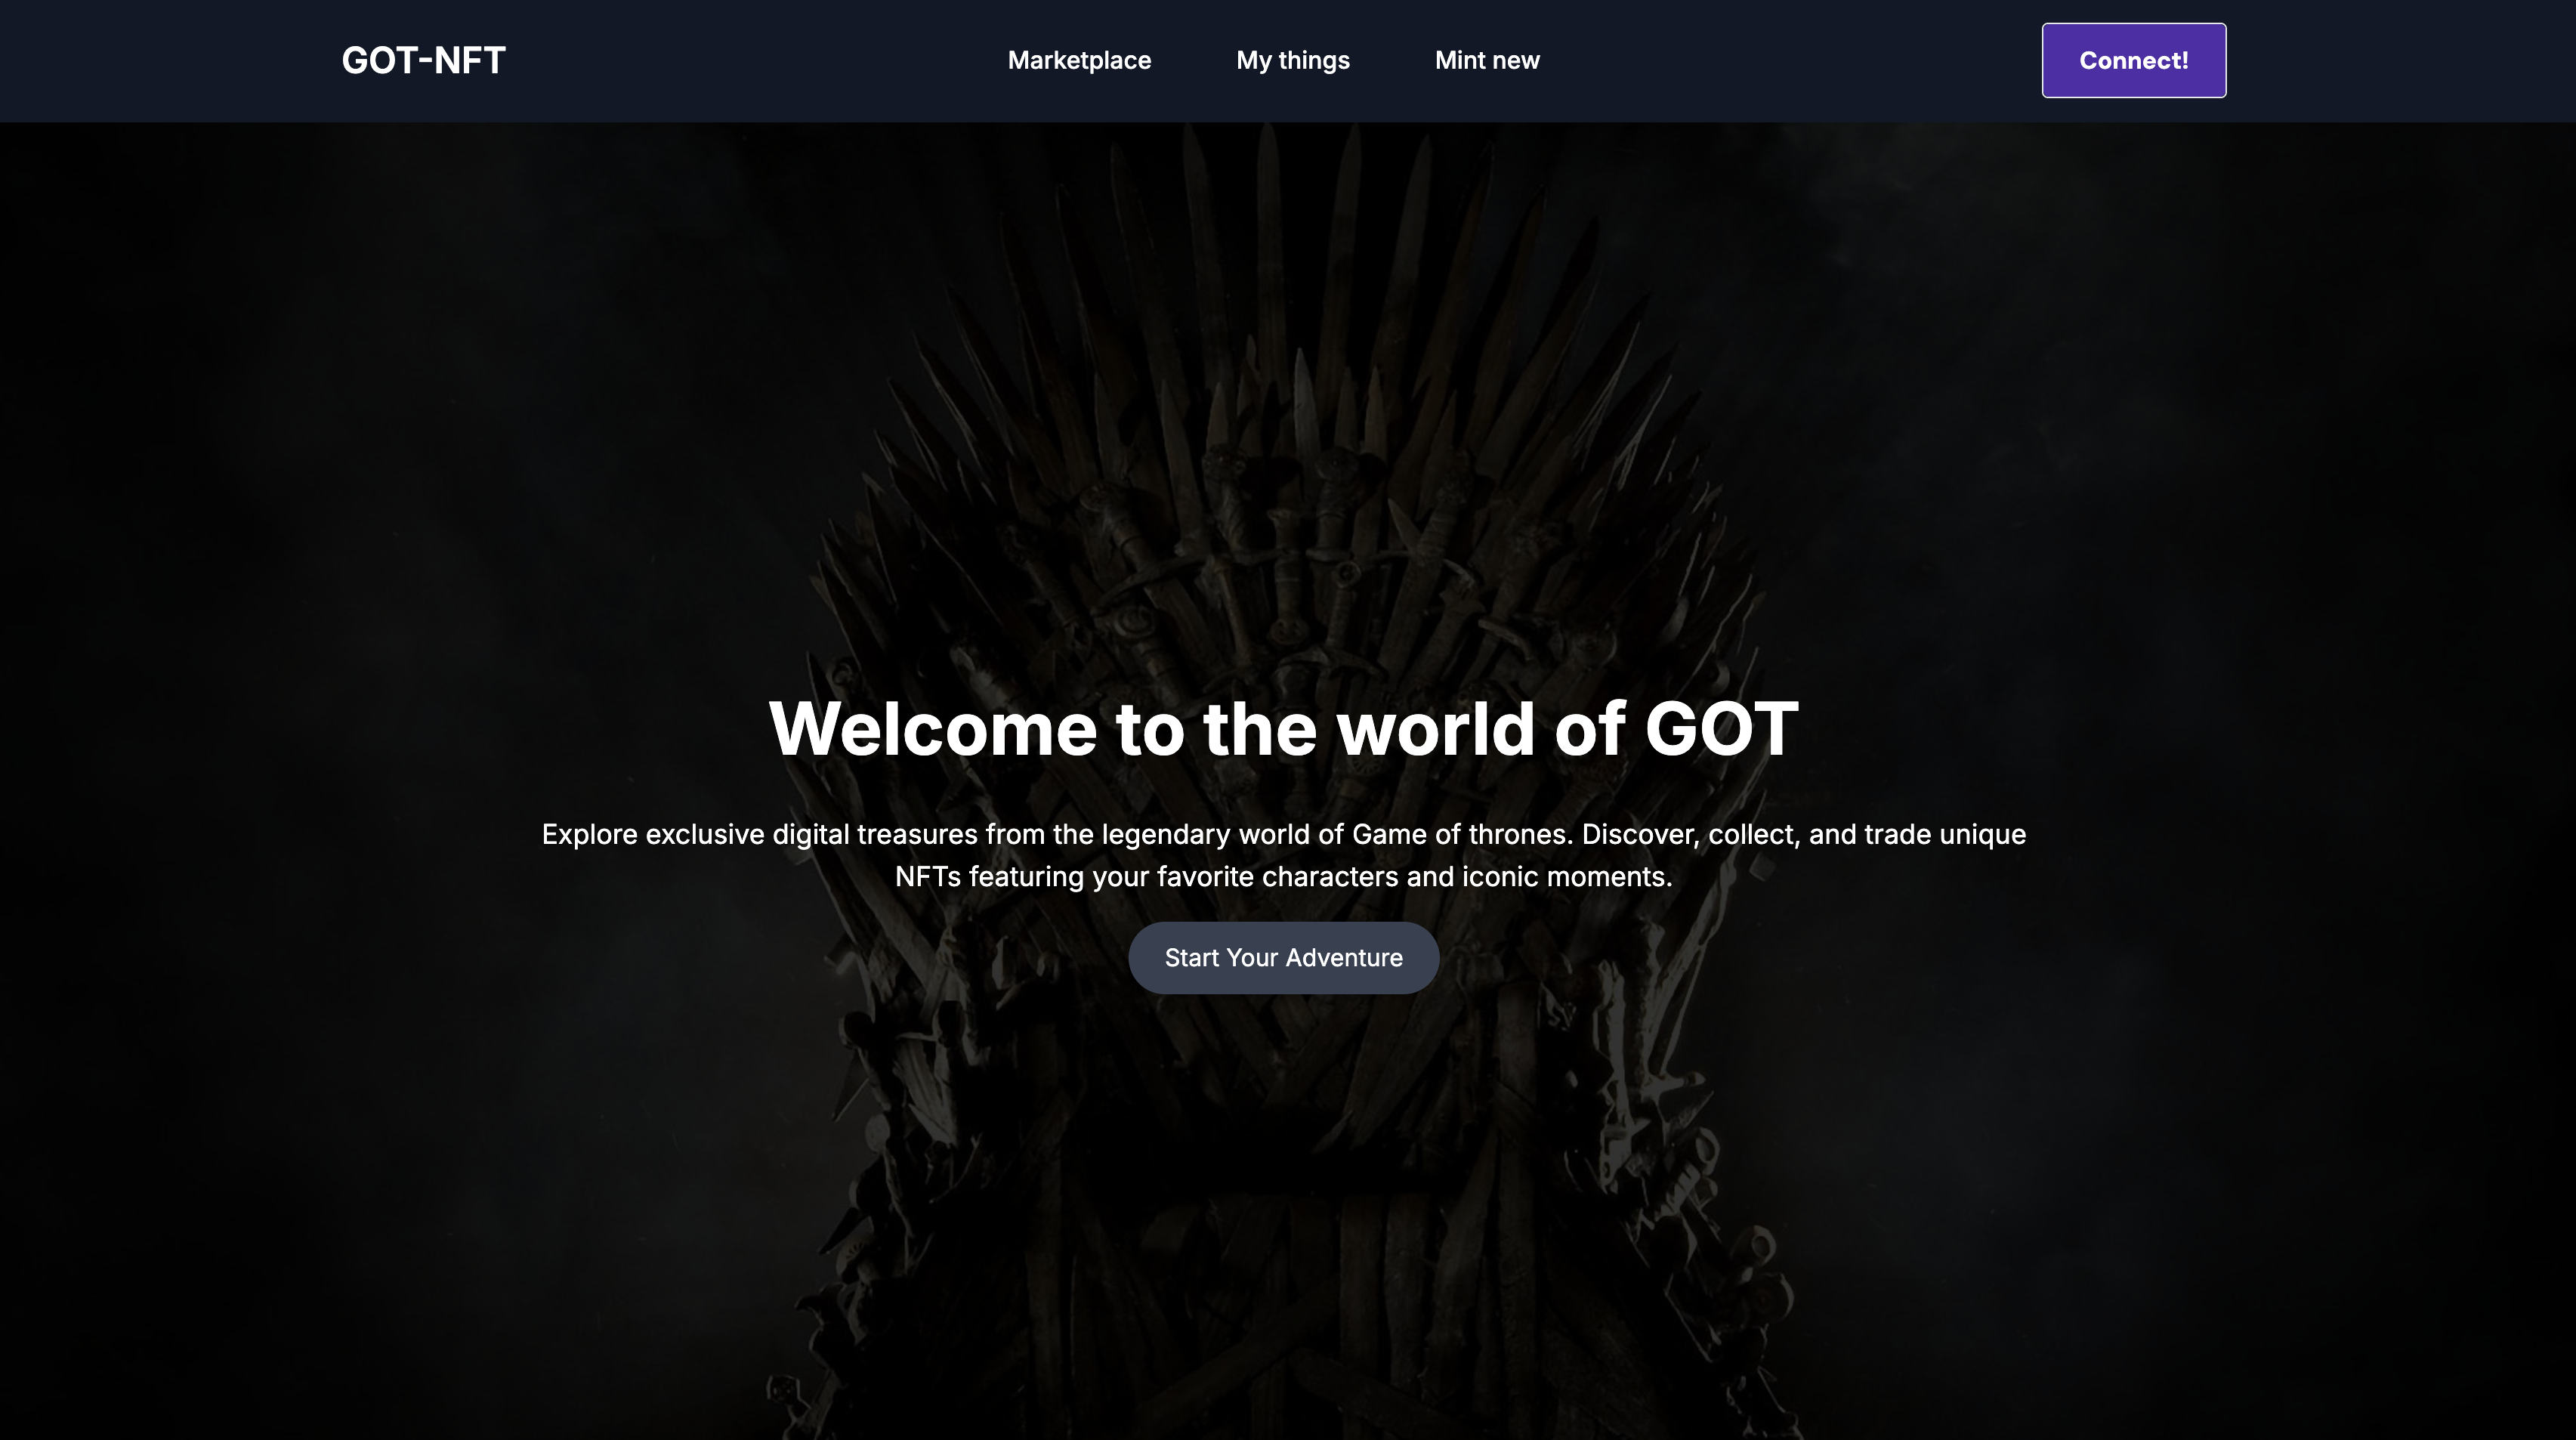 GOT-NFT
Marketplace
My things
Mint new
Connect!
Welcome to the world of GOT
Explore exclusive digital treasures from the legendary world of Game of thrones. Discover, collect, and trade unique
NFTs featuring your favorite characters and iconic moments.
Start Your Adventure